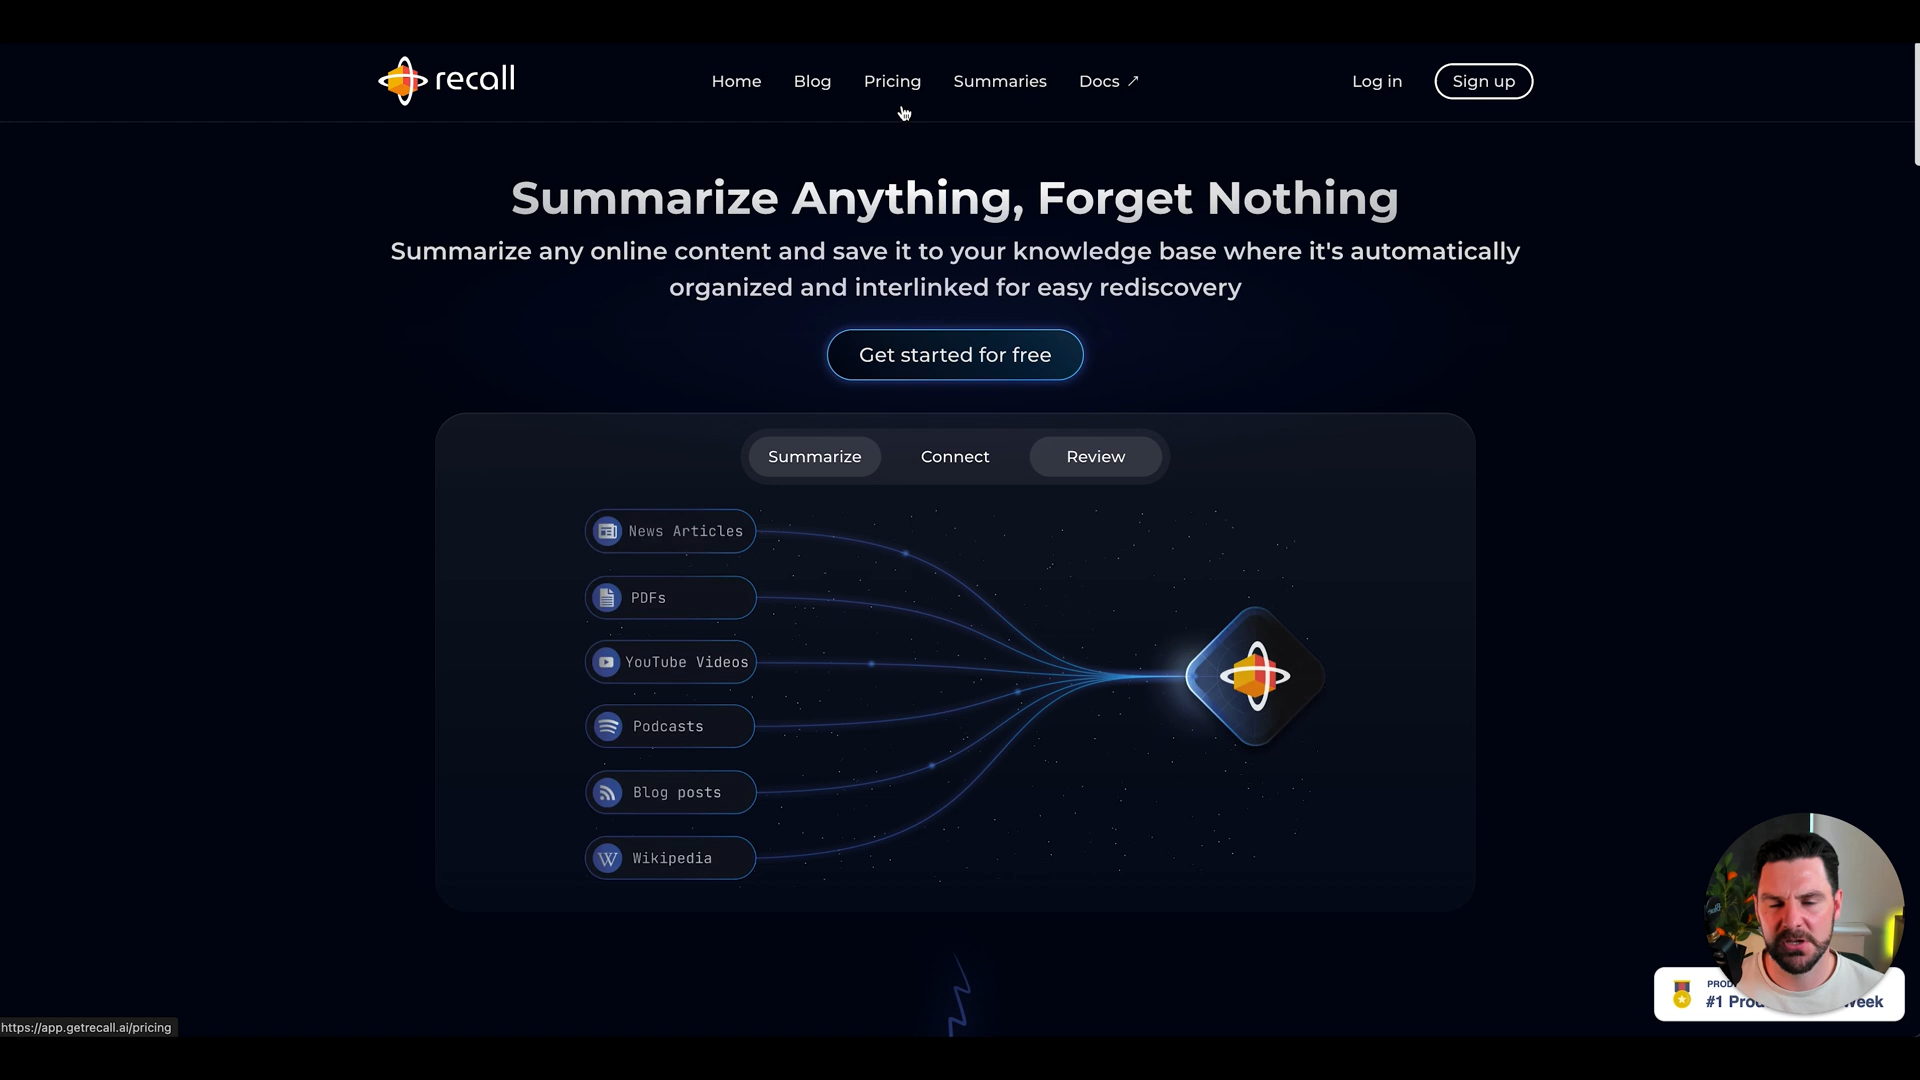 recall
Home
Blog
Pricing
Summaries
Docs ↗
Log in
Sign up
Summarize Anything, Forget Nothing
Summarize any online content and save it to your knowledge base where it's automatically
organized and interlinked for easy rediscovery
Get started for free
Summarize
Connect
Review
News Articles
PDFs
YouTube Videos
Podcasts
Blog posts
W Wikipedia
#1
https://app.getrecall.ai/pricing